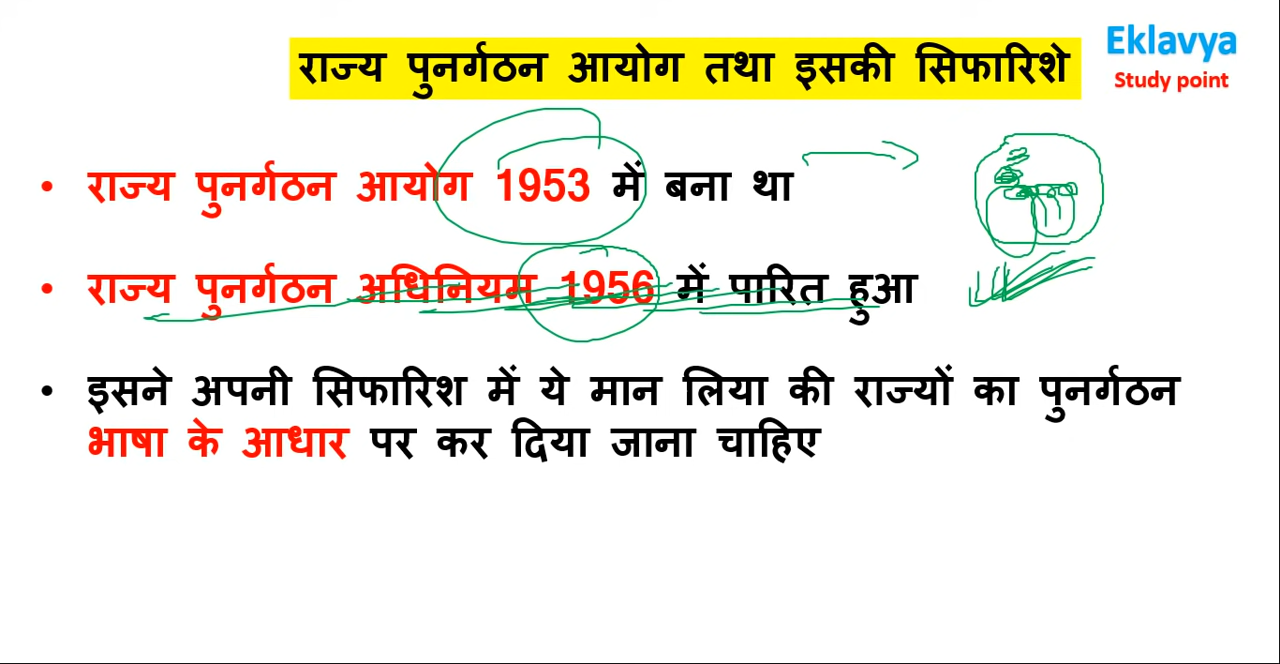 राज्य पुनर्गठन आयोग तथा इसकी सिफारिशे
Eklavya
Study point
• राज्य पुनर्गठन आयोग 1953 में बना था
• राज्य पुनर्गठन अधिनियम 1956 में पारित हुआ
• इसने अपनी सिफारिश में ये मान लिया की राज्यों का पुनर्गठन
भाषा के आधार पर कर दिया जाना चाहिए